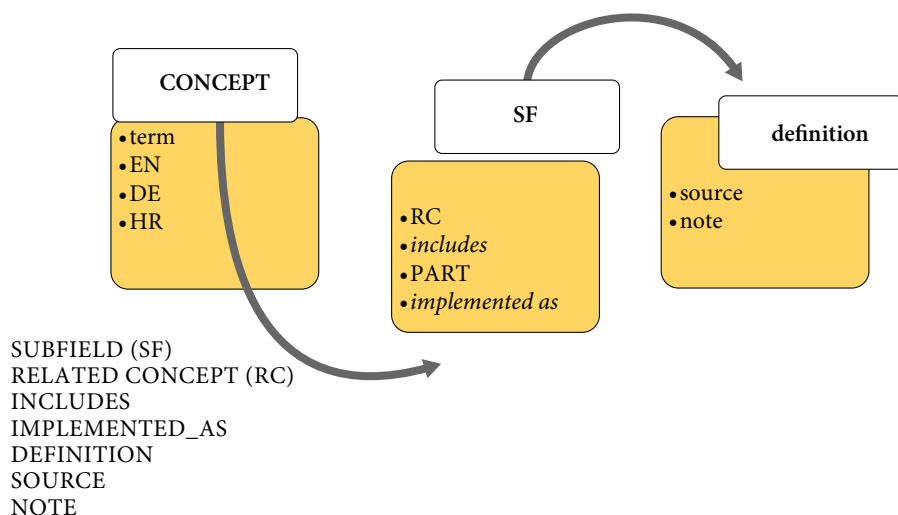 CONCEPT
• term
• EN
• DE
• HR
SF
• RC
• includes
• PART
• implemented as
definition
• source
• note
SUBFIELD (SF)
RELATED CONCEPT (RC)
INCLUDES
IMPLEMENTED_AS
DEFINITION
SOURCE
NOTE